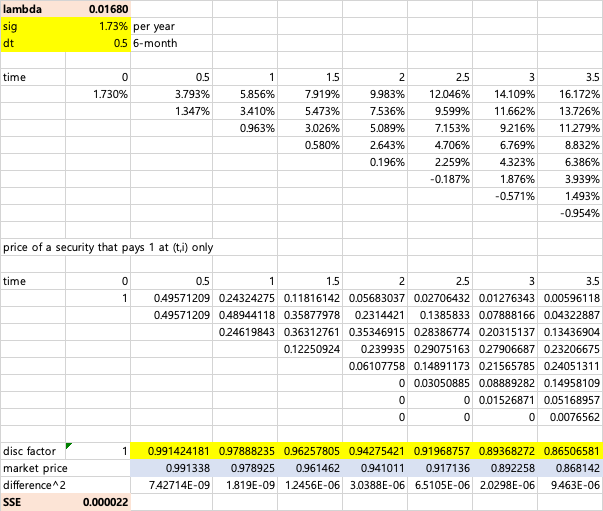 lambda 0.01680
sig 1.73% per year
dt 0.5 6-month
time 0 0.5 1 1.5 2 2.5 3 3.5
1.730% 3.793% 5.856% 7.919% 9.983% 12.046% 14.109% 16.172%
1.347% 3.410% 5.473% 7.536% 9.599% 11.662% 13.726%
0.963% 3.026% 5.089% 7.153% 9.216% 11.279%
0.580% 2.643% 4.706% 6.769% 8.832%
0.196% 2.259% 4.323% 6.386%
-0.187% 1.876% 3.939%
-0.571% 1.493%
-0.954%
price of a security that pays 1 at (t,i) only
time 0 0.5 1 1.5 2 2.5 3 3.5
1 0.49571209 0.24324275 0.11816142 0.05683037 0.02706432 0.01276343 0.00596118
0.49571209 0.48944118 0.35877978 0.2314421 0.1385833 0.07888166 0.04322887
0.24619843 0.36312761 0.35346915 0.28386774 0.20315137 0.13436904
0.12250924 0.239935 0.29075163 0.27906687 0.23206675
0.06107758 0.14891173 0.21565785 0.24051311
0 0.03050885 0.08889282 0.14958109
0 0 0.01526871 0.05168957
0 0 0 0.0076562
disc factor 1 0.991424181 0.97888235 0.96257805 0.94275421 0.91968757 0.89368272 0.86506581
market price 0.991338 0.978925 0.961462 0.941011 0.917136 0.892258 0.868142
difference^2 7.42714E-09 1.819E-09 1.2456E-06 3.0388E-06 6.5105E-06 2.0298E-06 9.463E-06
SSE 0.000022